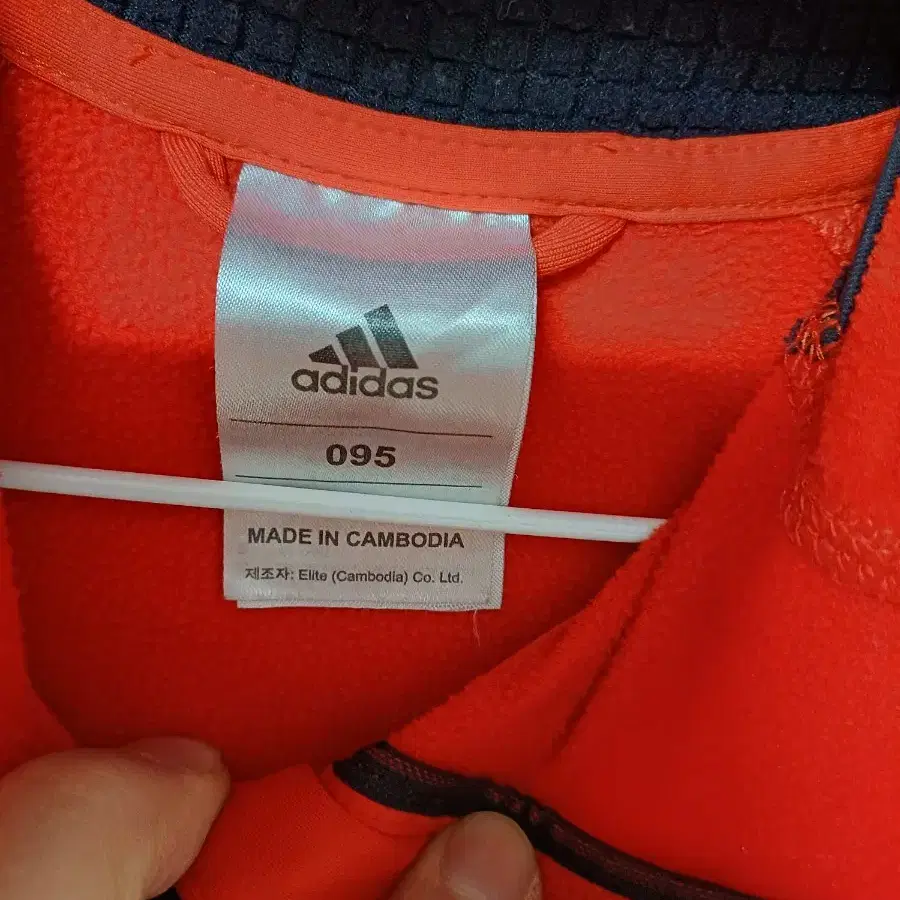 adidas
095
MADE IN CAMBODIA
제조자: Elite (Cambodia) Co. Ltd.